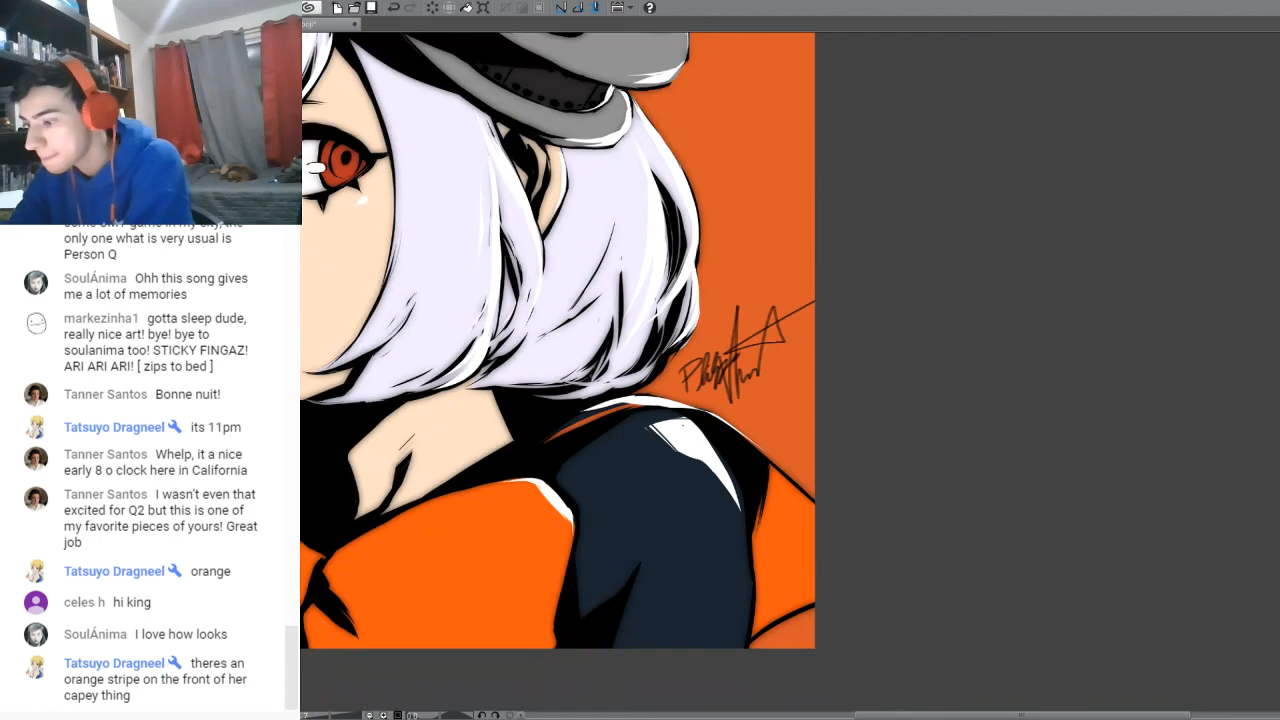 only one what is very usual is
Person Q
SoulÁnima Ohh this song gives
me a lot of memories
markezinha1 gotta sleep dude,
really nice art! bye! bye to
soulanima too! STICKY FINGAZ!
ARI ARI ARI! [ zips to bed ]
Tanner Santos Bonne nuit!
Tatsuyo Dragneel its 11pm
Tanner Santos Whelp, it a nice
early 8 o clock here in California
Tanner Santos I wasn't even that
excited for Q2 but this is one of
my favorite pieces of yours! Great
job
Tatsuyo Dragneel orange
celes h hi king
SoulÁnima I love how looks
Tatsuyo Dragneel theres an
orange stripe on the front of her
capey thing